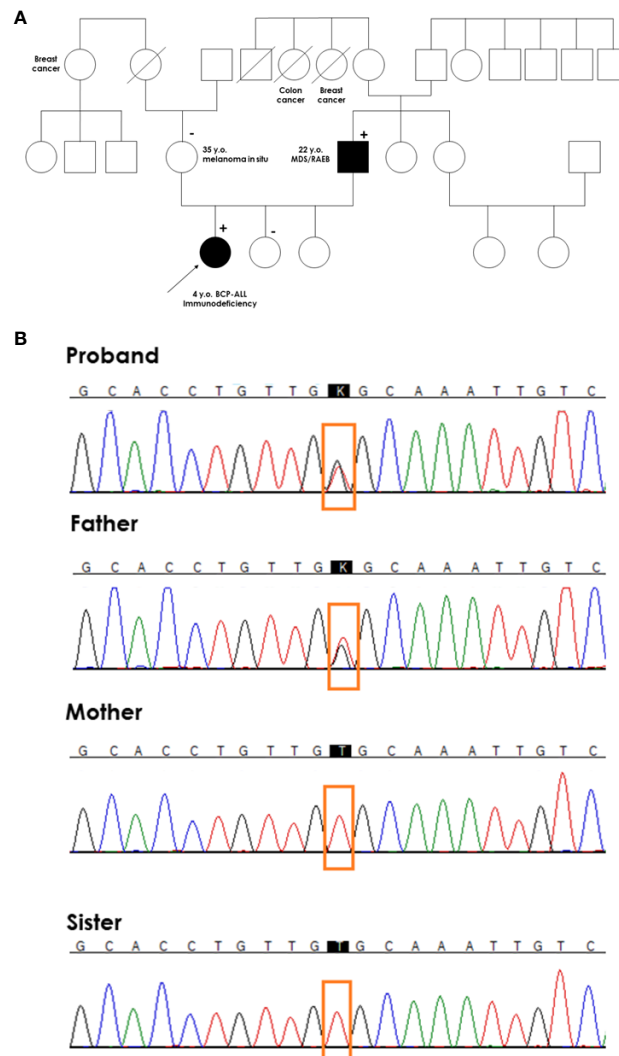 A
Breast
cancer
Colon
cancer
Breast
cancer
-
35 y.o.
melanoma in situ
22 y.o.
MDS/RAEB
+
+
-
4 y.o. BCP-ALL
Immunodeficiency
B
Proband
G C A C C T G T T G K G C A A A T T G T C
Father
G C A C C T G T T G K G C A A A T T G T C
Mother
G C A C C T G T T G T G C A A A T T G T C
Sister
G C A C C T G T T G T G C A A A T T G T C